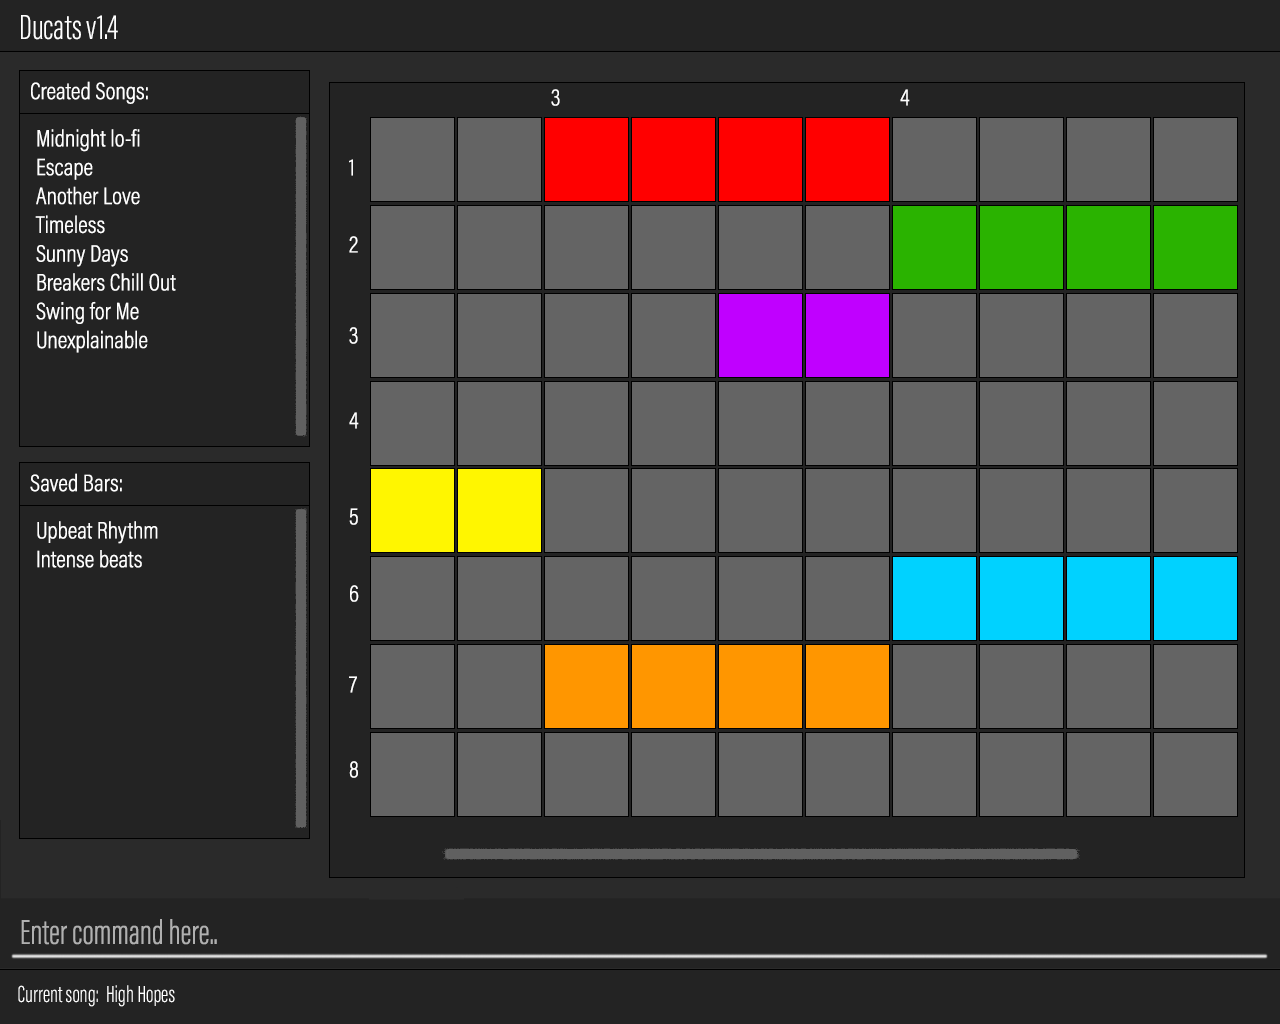 Ducats v1.4
Created Songs:
Midnight lo-fi
Escape
Another Love
Timeless
Sunny Days
Breakers Chill Out
Swing for Me
Unexplainable
Saved Bars:
Upbeat Rhythm
Intense beats
3 4
1
2
3
4
5
6
7
8
Enter command here..
Current song: High Hopes